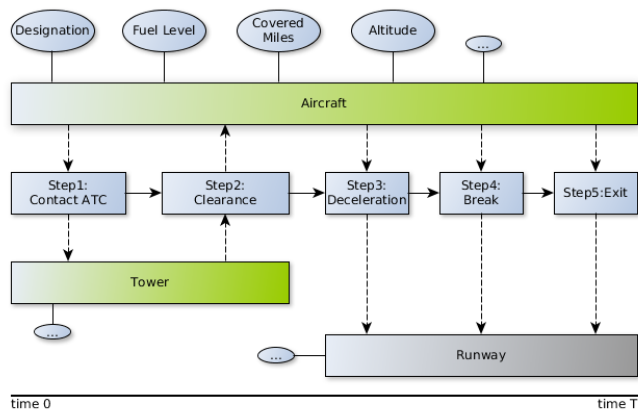 Designation
Fuel Level
Covered
Miles
Altitude
...
Aircraft
Step1:
Contact ATC
Step2:
Clearance
Step3:
Deceleration
Step4:
Break
Step5:Exit
Tower
...
...
Runway
time 0
time T